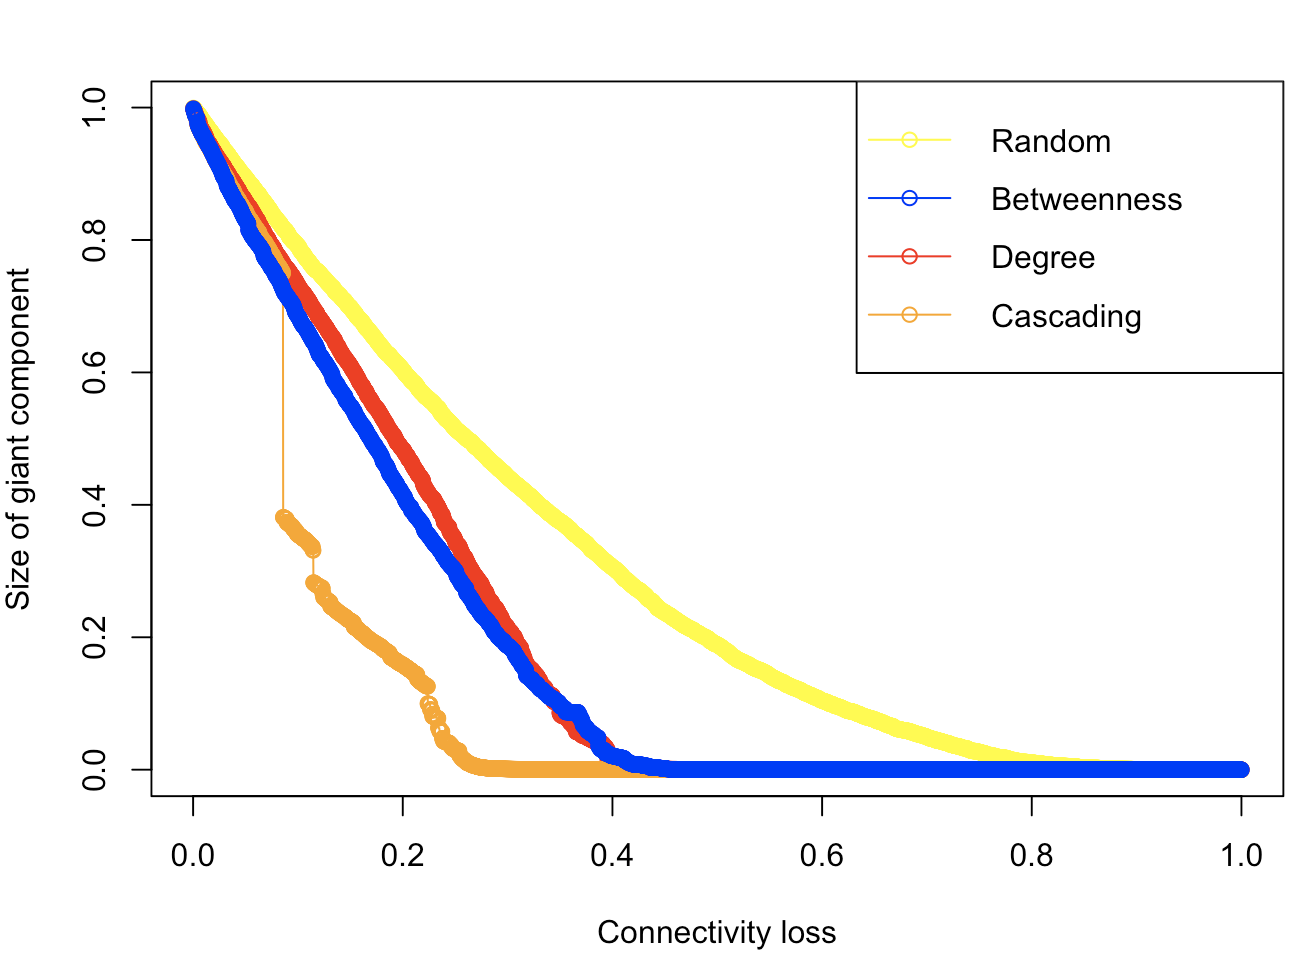 Size of giant component
1.0
0.8
0.6
0.4
0.2
0.0
Random
Betweenness
Degree
Cascading
0.0 0.2 0.4 0.6 0.8 1.0
Connectivity loss